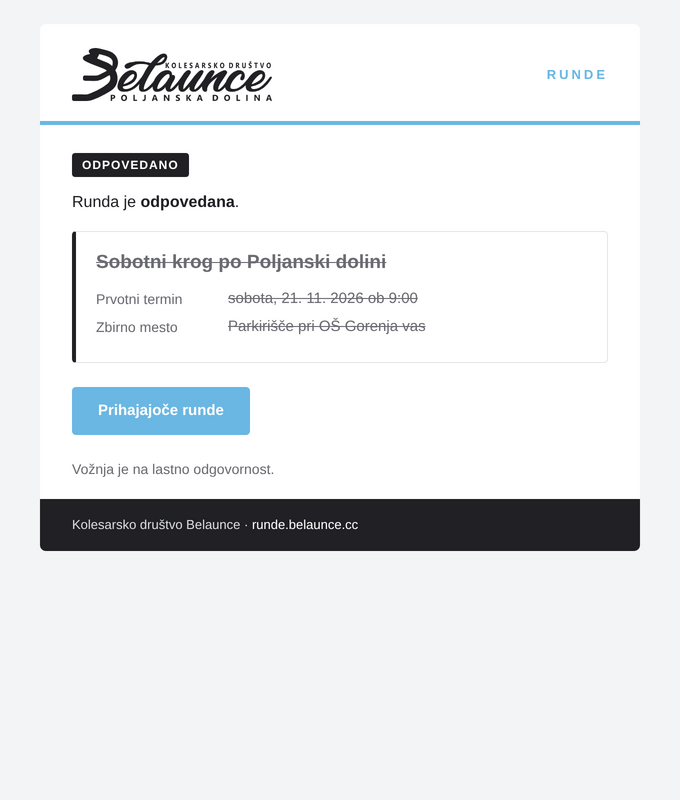 KOLESARSKO DRUŠTVO
Belaunce
POLJANSKA DOLINA
RUNDE
ODPOVEDANO
Runda je odpovedana.
Sobotni krog po Poljanski dolini
Prvotni termin sobota, 21. 11. 2026 ob 9:00
Zbirno mesto Parkirišče pri OŠ Gorenja vas
Prihajajoče runde
Vožnja je na lastno odgovornost.
Kolesarsko društvo Belaunce · runde.belaunce.cc